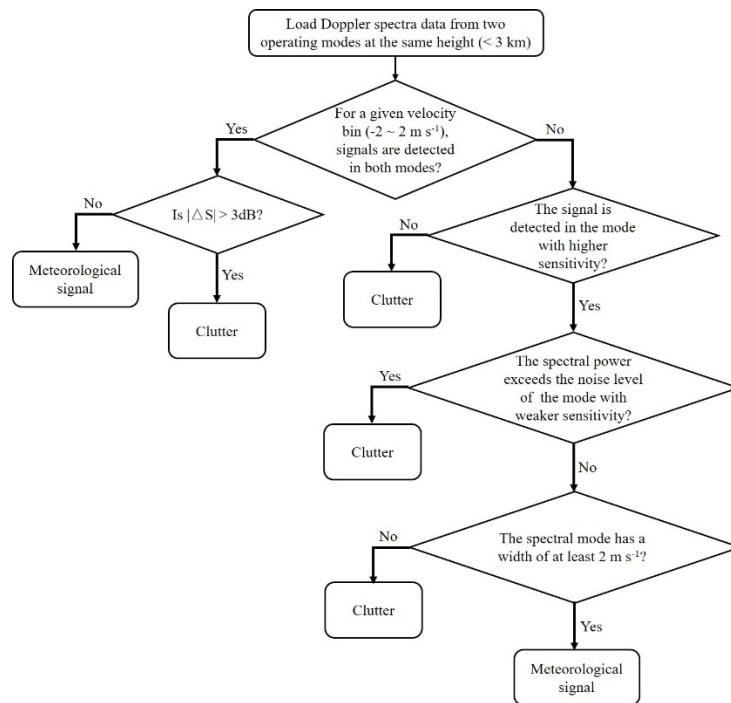 Load Doppler spectra data from two
operating modes at the same height (< 3 km)
For a given velocity
bin (-2 ~ 2 m s⁻¹),
signals are detected
in both modes?
Yes
No
Is |△S| > 3dB?
No
Yes
Meteorological
signal
Clutter
The signal is
detected in the mode
with higher
sensitivity?
No
Clutter
Yes
The spectral power
exceeds the noise level
of the mode with
weaker sensitivity?
Yes
Clutter
No
The spectral mode has a
width of at least 2 m s⁻¹?
No
Clutter
Yes
Meteorological
signal